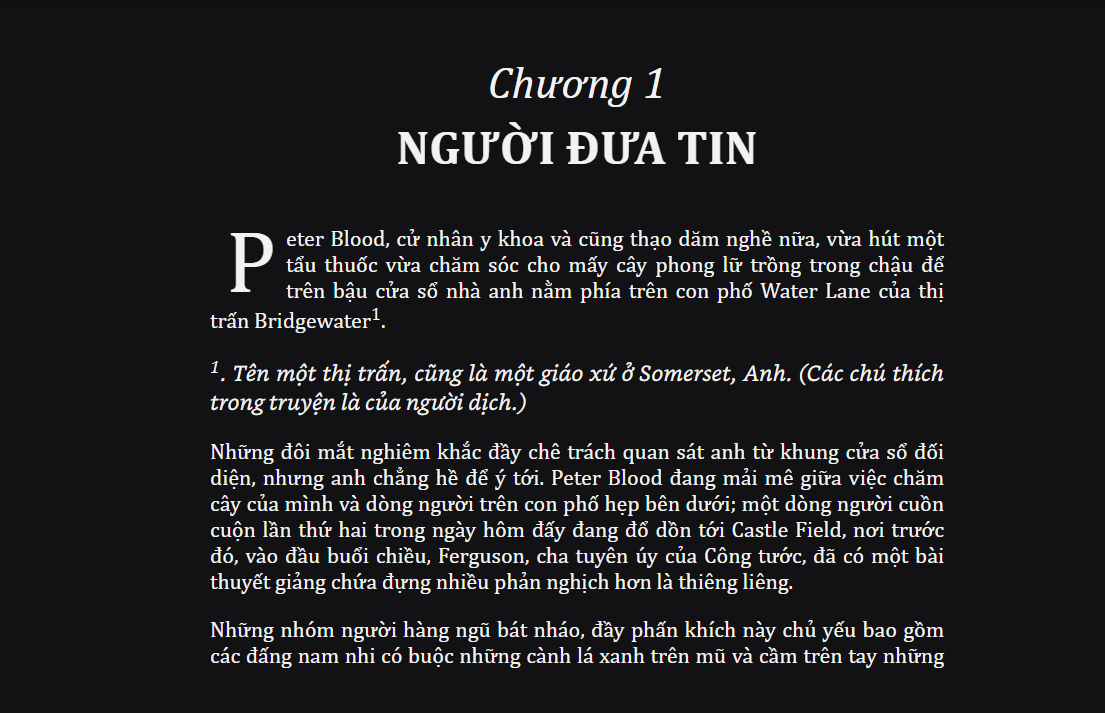 Chương 1
NGƯỜI ĐƯA TIN
Peter Blood, cử nhân y khoa và cũng thạo dăm nghề nữa, vừa hút một
tẩu thuốc vừa chăm sóc cho mấy cây phong lữ trồng trong chậu để
trên bậu cửa sổ nhà anh nằm phía trên con phố Water Lane của thị
trấn Bridgewater¹.
¹. Tên một thị trấn, cũng là một giáo xứ ở Somerset, Anh. (Các chú thích
trong truyện là của người dịch.)
Những đôi mắt nghiêm khắc đầy chê trách quan sát anh từ khung cửa sổ đối
diện, nhưng anh chẳng hề để ý tới. Peter Blood đang mải mê giữa việc chăm
cây của mình và dòng người trên con phố hẹp bên dưới; một dòng người cuồn
cuộn lần thứ hai trong ngày hôm đấy đang đổ dồn tới Castle Field, nơi trước
đó, vào đầu buổi chiều, Ferguson, cha tuyên úy của Công tước, đã có một bài
thuyết giảng chứa đựng nhiều phản nghịch hơn là thiêng liêng.
Những nhóm người hàng ngũ bát nháo, đầy phấn khích này chủ yếu bao gồm
các đấng nam nhi có buộc những cành lá xanh trên mũ và cầm trên tay những